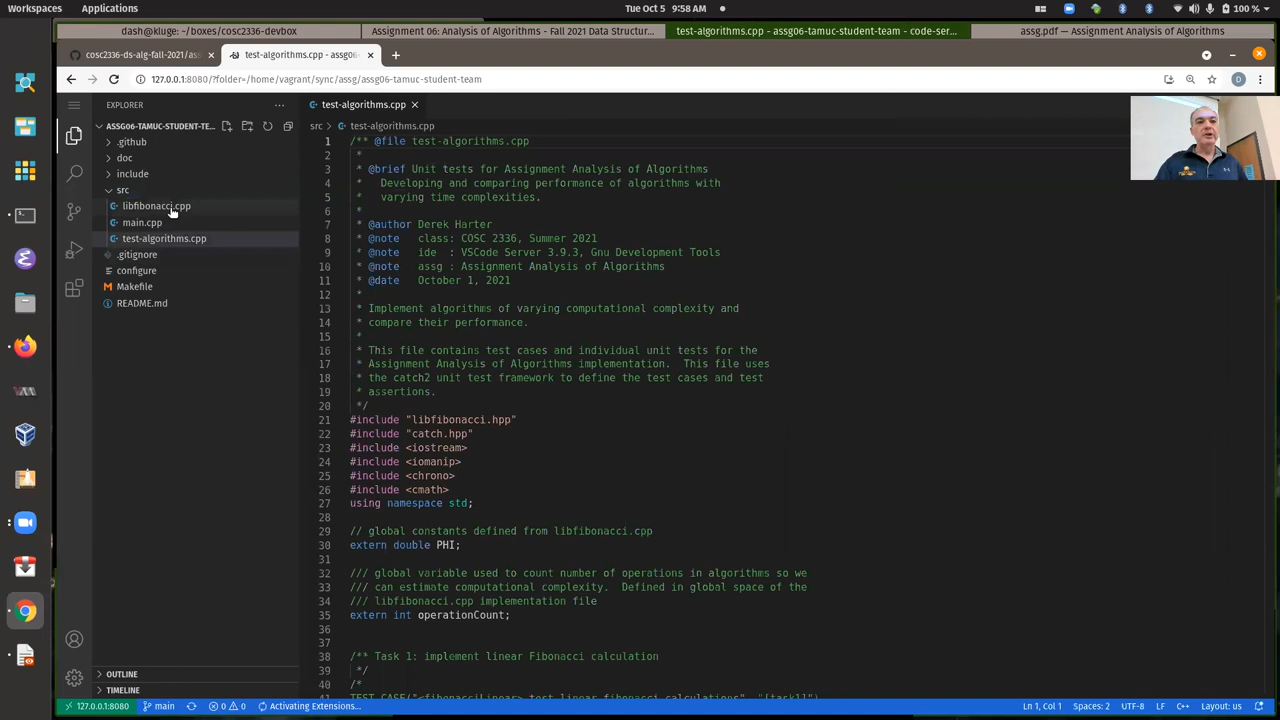 Workspaces
Applications
Tue Oct 5 9:58 AM
100 %
dash@kluge: ~/boxes/cosc2336-devbox
Assignment 06: Analysis of Algorithms - Fall 2021 Data Structur...
test-algorithms.cpp - assg06-tamuc-student-team - code-ser...
assg.pdf — Assignment Analysis of Algorithms
cosc2336-ds-alg-fall-2021/ass
test-algorithms.cpp - assg06
127.0.0.1:8080/?folder=/home/vagrant/sync/assg/assg06-tamuc-student-team
D
EXPLORER
ASSG06-TAMUC-STUDENT-TE...
.github
doc
include
src
libfibonacci.cpp
main.cpp
test-algorithms.cpp
.gitignore
configure
Makefile
README.md
OUTLINE
TIMELINE
test-algorithms.cpp
src > test-algorithms.cpp
1 /** @file test-algorithms.cpp
2 *
3 * @brief Unit tests for Assignment Analysis of Algorithms
4 * Developing and comparing performance of algorithms with
5 * varying time complexities.
6 *
7 * @author Derek Harter
8 * @note class: COSC 2336, Summer 2021
9 * @note ide : VSCode Server 3.9.3, Gnu Development Tools
10 * @note assg : Assignment Analysis of Algorithms
11 * @date October 1, 2021
12 *
13 * Implement algorithms of varying computational complexity and
14 * compare their performance.
15 *
16 * This file contains test cases and individual unit tests for the
17 * Assignment Analysis of Algorithms implementation. This file uses
18 * the catch2 unit test framework to define the test cases and test
19 * assertions.
20 */
21 #include "libfibonacci.hpp"
22 #include "catch.hpp"
23 #include <iostream>
24 #include <iomanip>
25 #include <chrono>
26 #include <cmath>
27 using namespace std;
28
29 // global constants defined from libfibonacci.cpp
30 extern double PHI;
31
32 /// global variable used to count number of operations in algorithms so we
33 /// can estimate computational complexity. Defined in global space of the
34 /// libfibonacci.cpp implementation file
35 extern int operationCount;
36
37
38 /** Task 1: implement linear Fibonacci calculation
39 */
40 /*
41 TEST_CASE("<fibonacciLinear> test linear fibonacci calculations", "[task1]")
127.0.0.1:8080
main
0 0
Activating Extensions...
Ln 1, Col 1
Spaces: 2
UTF-8
LF
C++
Layout: us